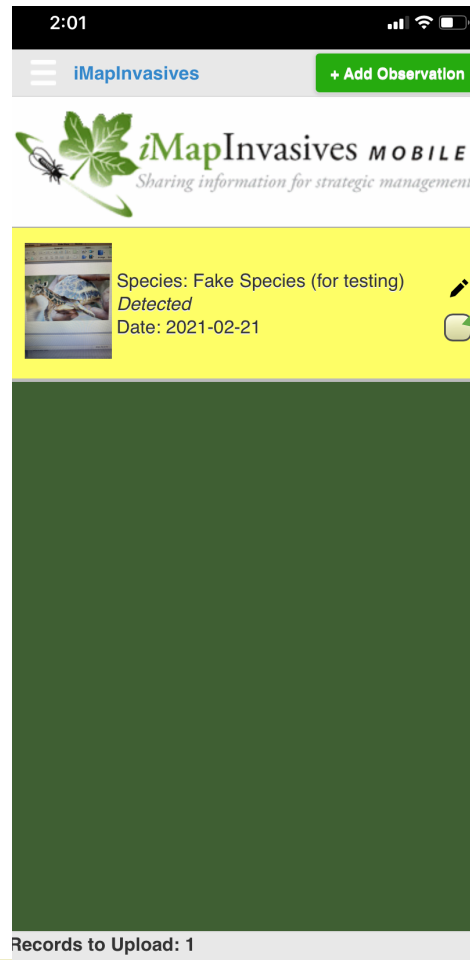 2:01
iMapInvasives
+ Add Observation
iMapInvasives MOBILE
Sharing information for strategic management
Species: Fake Species (for testing)
Detected
Date: 2021-02-21
Records to Upload: 1